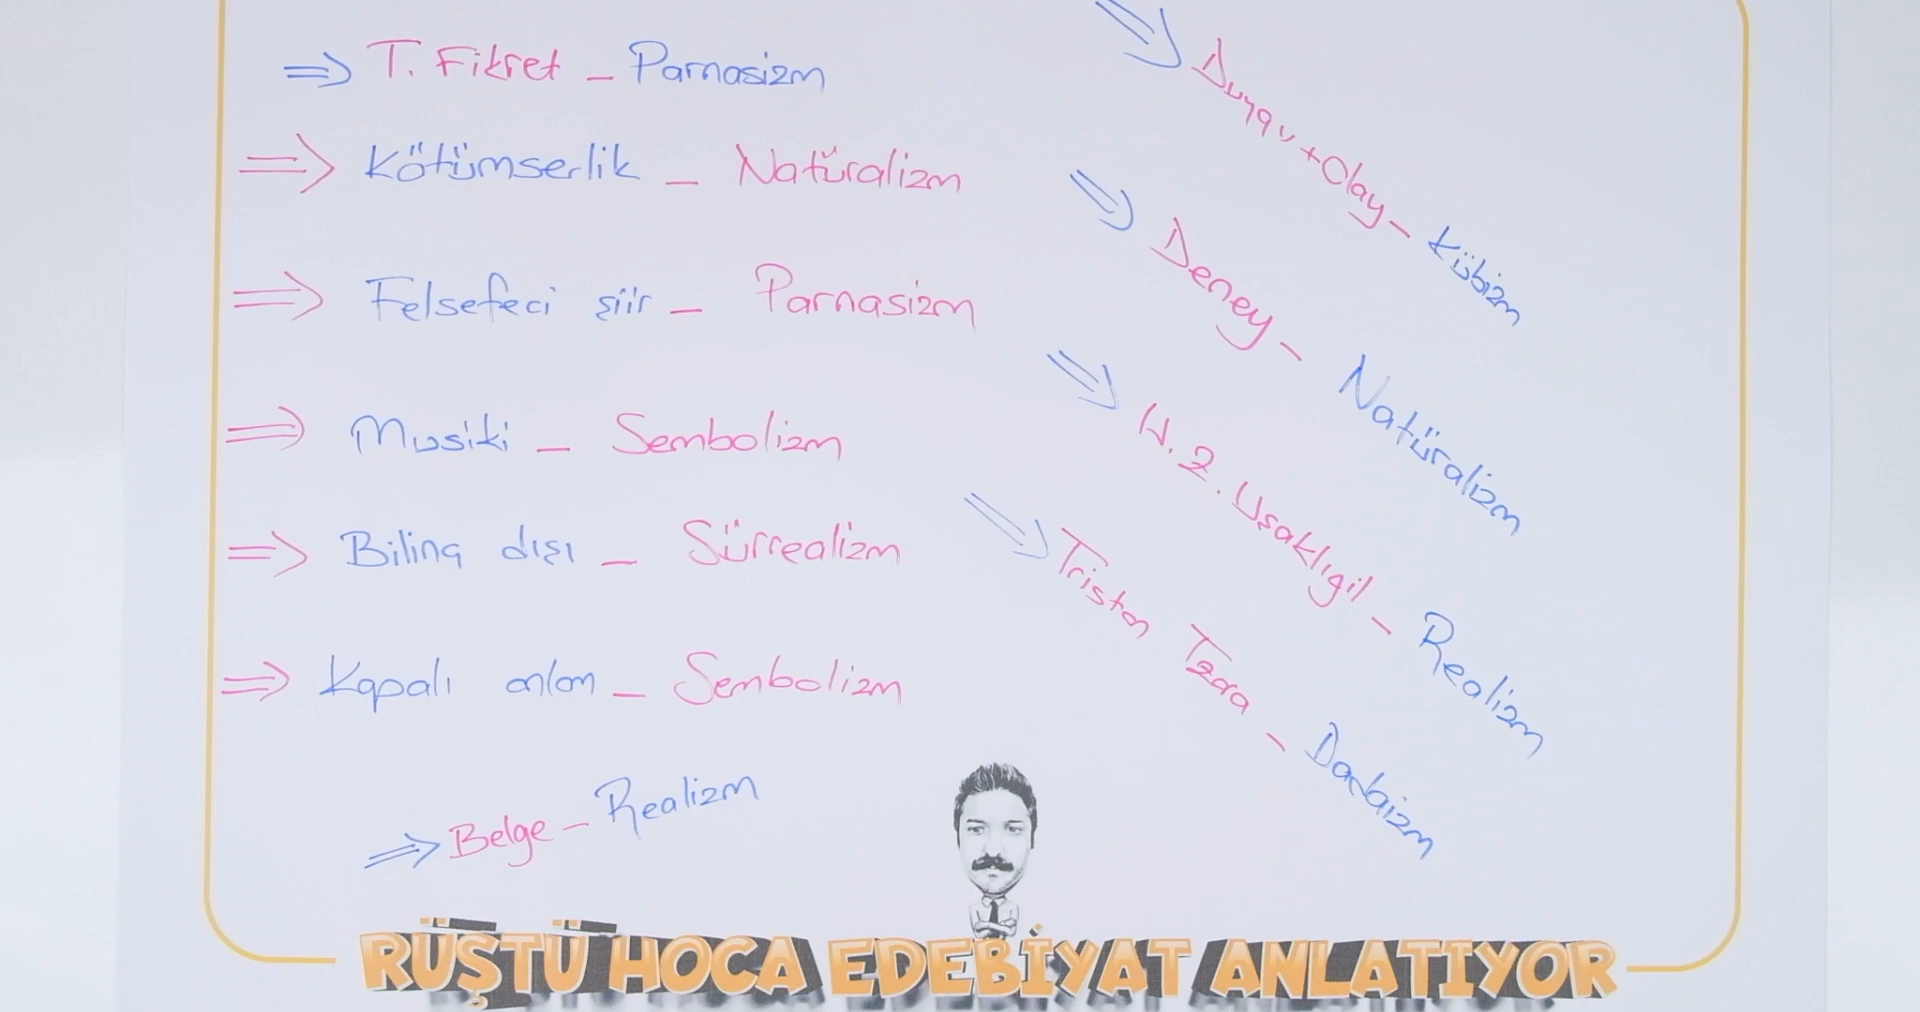 ⇒ T. Fikret - Parnasizm
⇒ Kötümserlik - Natüralizm
⇒ Felsefeci şiir - Parnasizm
⇒ Musiki - Sembolizm
⇒ Bilinç dışı - Sürrealizm
⇒ Kapalı anlam - Sembolizm
⇒ Belge - Realizm
⇒ Duygu + Olay - Kübizm
⇒ Deney - Natüralizm
⇒ H. Z. Uşaklıgil - Realizm
⇒ Tristan Tzara - Dadaizm
RÜŞTÜ HOCA EDEBİYAT ANLATIYOR